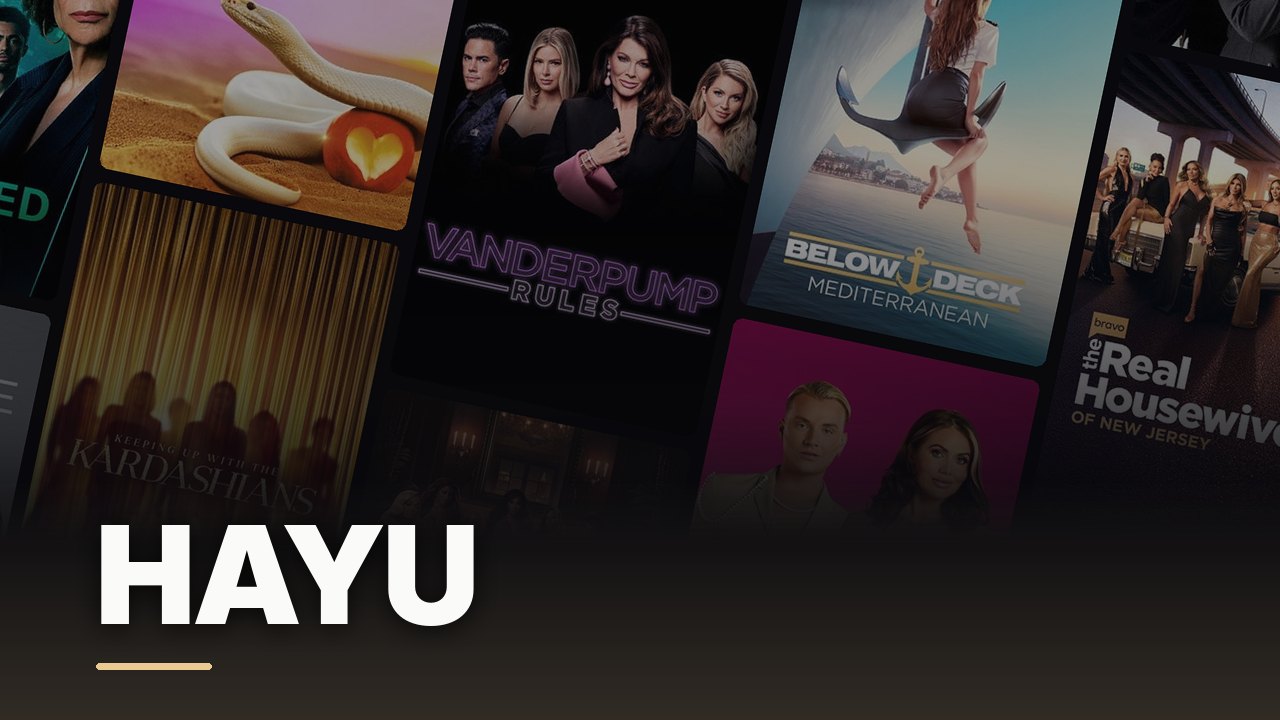 ED
VANDERPUMP
RULES
BELOW DECK
MEDITERRANEAN
bravo
the Real
Housewive
OF NEW JERSEY
KEEPING UP WITH THE
KARDASHIANS
HAYU